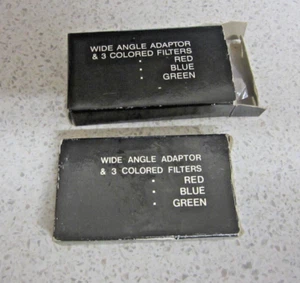 WIDE ANGLE ADAPTOR
& 3 COLORED FILTERS
• RED
• BLUE
• GREEN
WIDE ANGLE ADAPTOR
& 3 COLORED FILTERS
• RED
• BLUE
• GREEN